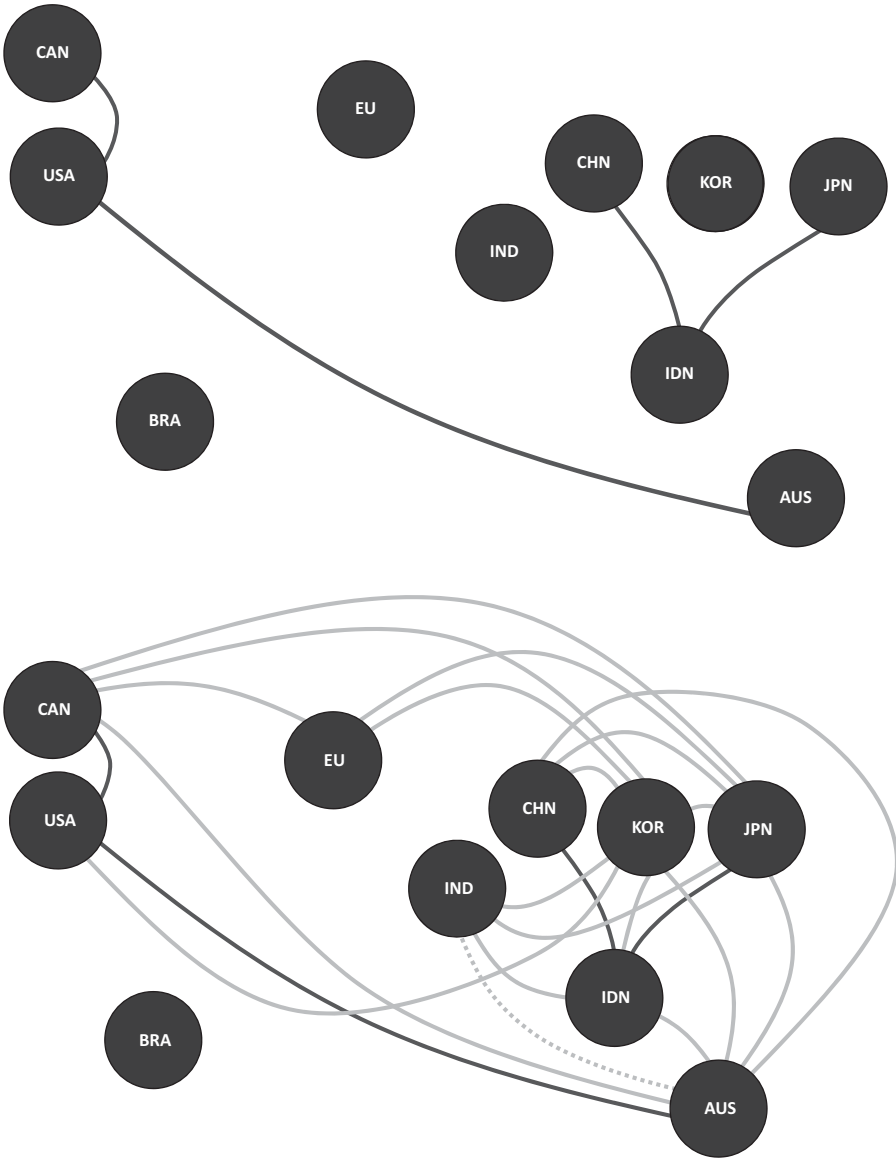 CAN
EU
CHN
KOR
JPN
USA
IND
IDN
BRA
AUS
CAN
EU
CHN
USA
KOR
JPN
IND
IDN
BRA
AUS